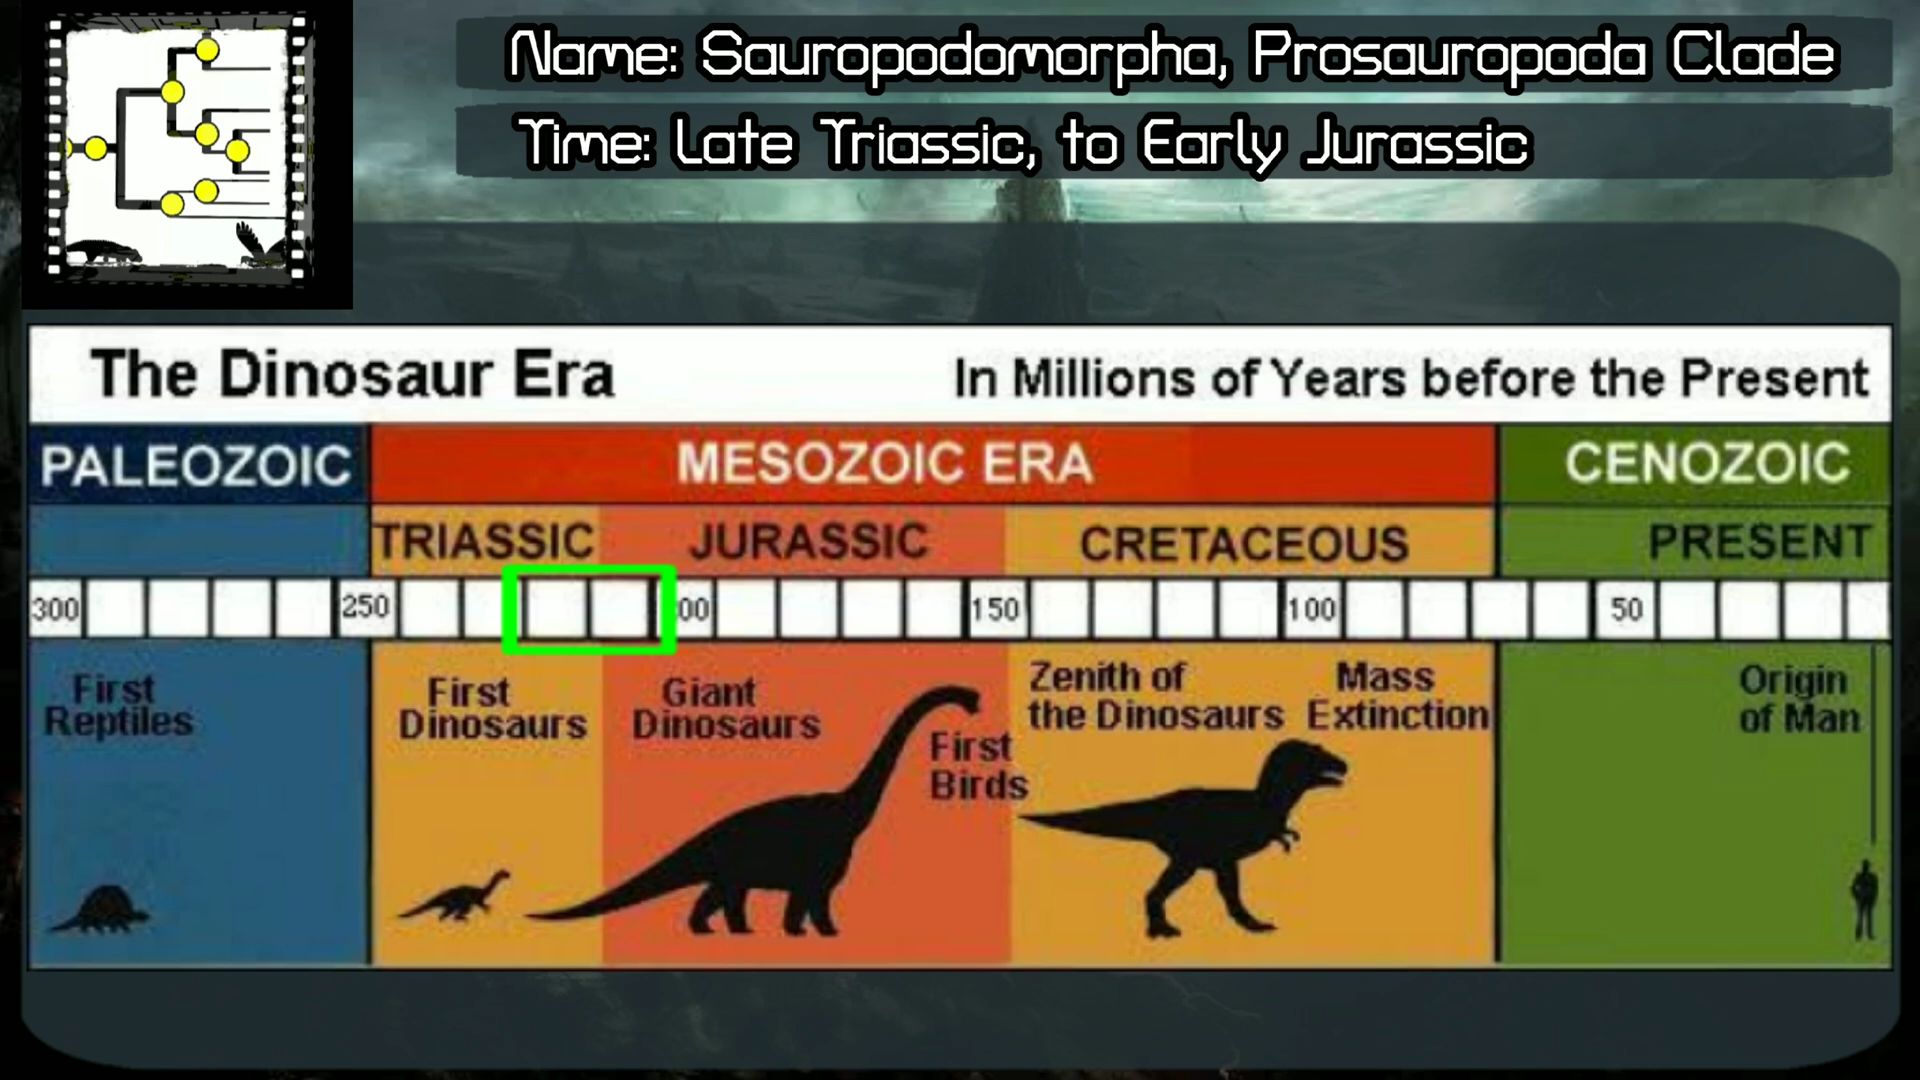 Name: Sauropodomorpha, Prosauropoda Clade
Time: Late Triassic, to Early Jurassic
The Dinosaur Era In Millions of Years before the Present
PALEOZOIC MESOZOIC ERA CENOZOIC
TRIASSIC JURASSIC CRETACEOUS PRESENT
300 250 00 150 100 50
First
Reptiles
First
Dinosaurs
Giant
Dinosaurs
First
Birds
Zenith of
the Dinosaurs
Mass
Extinction
Origin
of Man